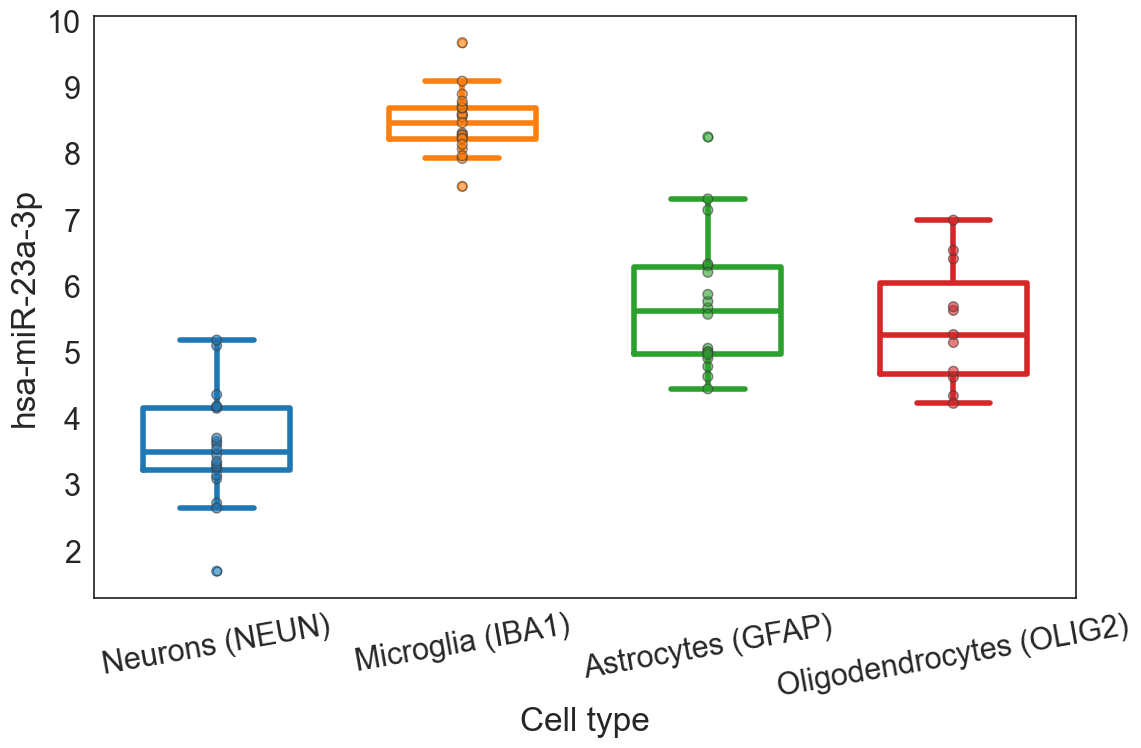 hsa-miR-23a-3p
10
9
8
7
6
5
4
3
2
Neurons (NEUN)
Microglia (IBA1)
Astrocytes (GFAP)
Oligodendrocytes (OLIG2)
Cell type